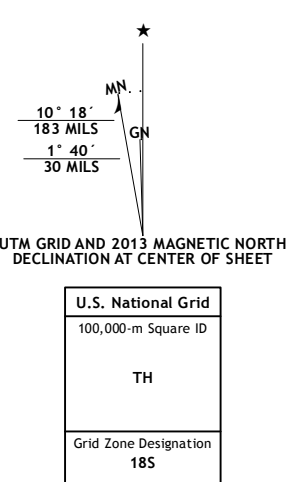 MN
10° 18´
183 MILS
GN
1° 40´
30 MILS
UTM GRID AND 2013 MAGNETIC NORTH
DECLINATION AT CENTER OF SHEET
U.S. National Grid
100,000-m Square ID
TH
Grid Zone Designation
18S